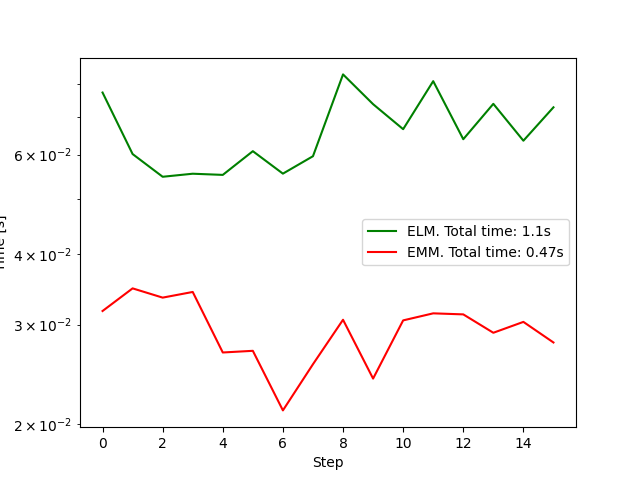 6 × 10⁻²
4 × 10⁻²
3 × 10⁻²
2 × 10⁻²
ELM. Total time: 1.1s
EMM. Total time: 0.47s
0 2 4 6 8 10 12 14
Step